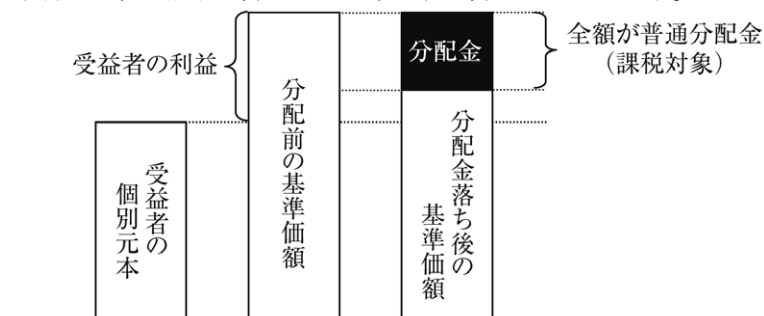 受益者の利益
分配金
全額が普通分配金
（課税対象）
受益者の
個別元本
分配前の基準価額
分配金落ち後の
基準価額